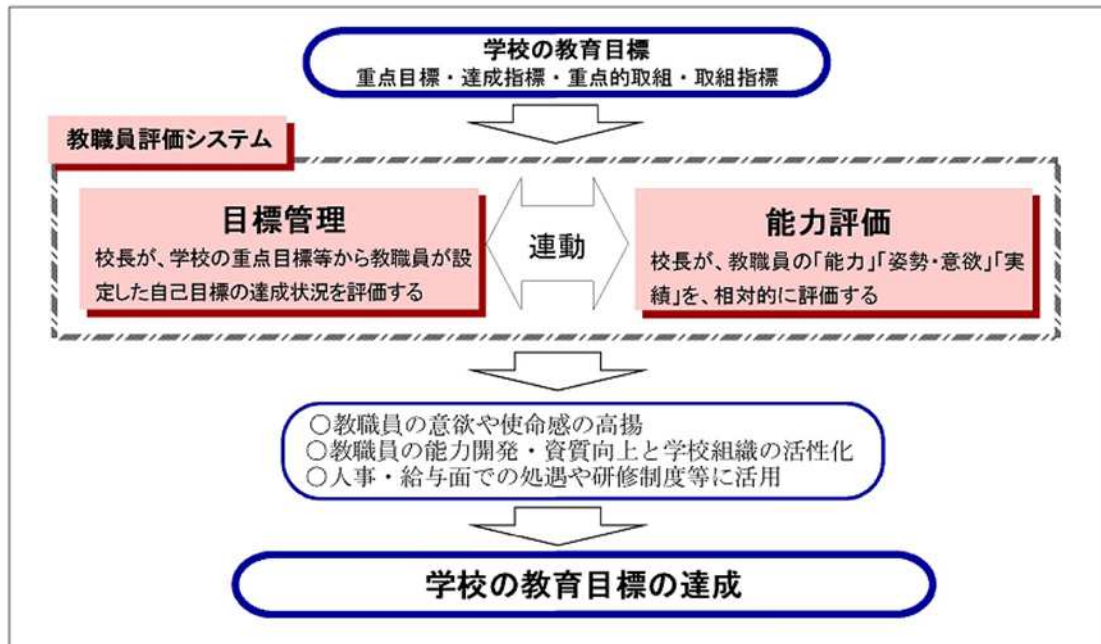 学校の教育目標
重点目標・達成指標・重点的取組・取組指標
教職員評価システム
目標管理
校長が、学校の重点目標等から教職員が設
定した自己目標の達成状況を評価する
連動
能力評価
校長が、教職員の｢能力｣｢姿勢・意欲｣｢実
績｣を、相対的に評価する
○教職員の意欲や使命感の高揚
○教職員の能力開発・資質向上と学校組織の活性化
○人事・給与面での処遇や研修制度等に活用
学校の教育目標の達成